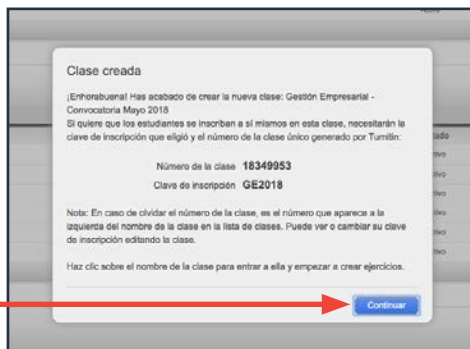 Clase creada
¡Enhorabuena! Has acabado de crear la nueva clase: Gestión Empresarial -
Convocatoria Mayo 2018
Si quiere que los estudiantes se inscriban a sí mismos en esta clase, necesitarán la
clave de inscripción que eligió y el número de la clase único generado por Turnitin:
Número de la clase 18349953
Clave de inscripción GE2018
Nota: En caso de olvidar el número de la clase, es el número que aparece a la
izquierda del nombre de la clase en la lista de clases. Puede ver o cambiar su clave
de inscripción editando la clase.
Haz clic sobre el nombre de la clase para entrar a ella y empezar a crear ejercicios.
Continuar